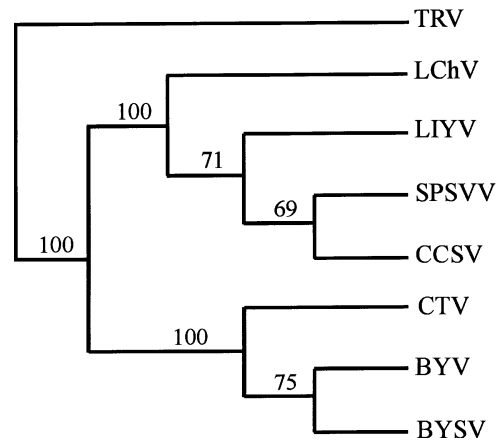 TRV
LChV
100
LIYV
71
SPSVV
69
100
CCSV
CTV
100
BYV
75
BYSV